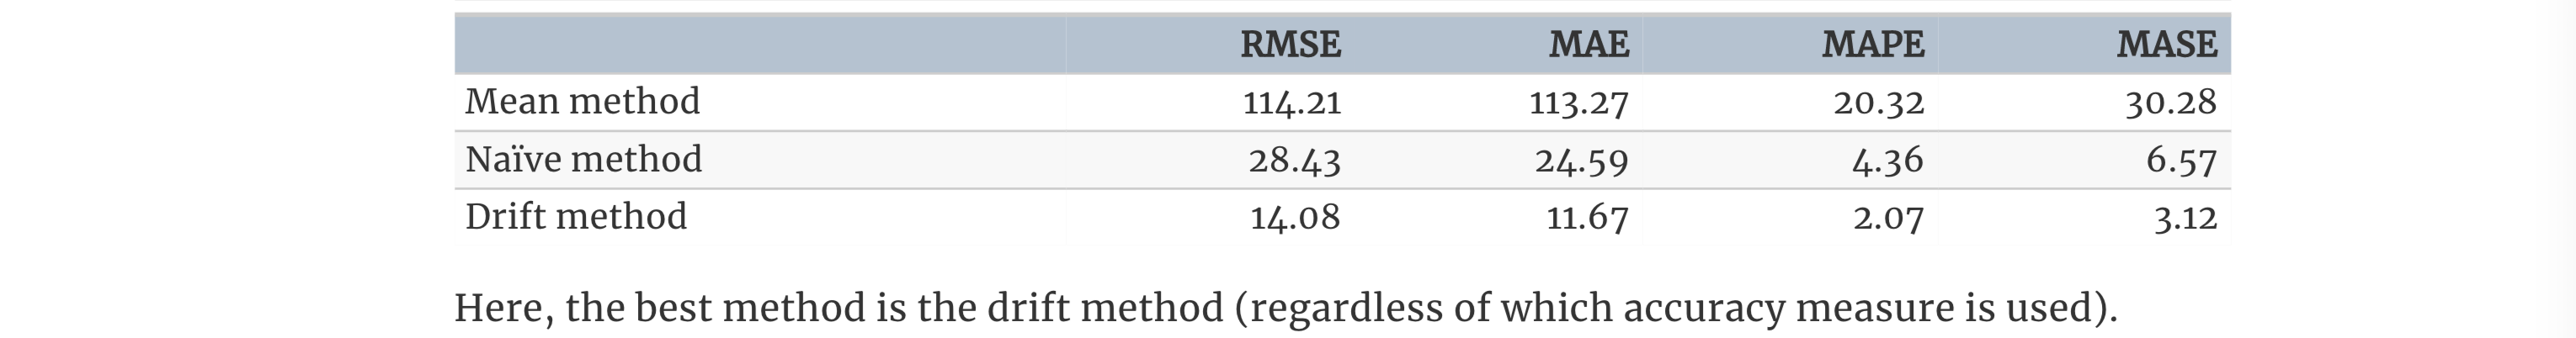 RMSE MAE MAPE MASE
Mean method 114.21 113.27 20.32 30.28
Naïve method 28.43 24.59 4.36 6.57
Drift method 14.08 11.67 2.07 3.12
Here, the best method is the drift method (regardless of which accuracy measure is used).